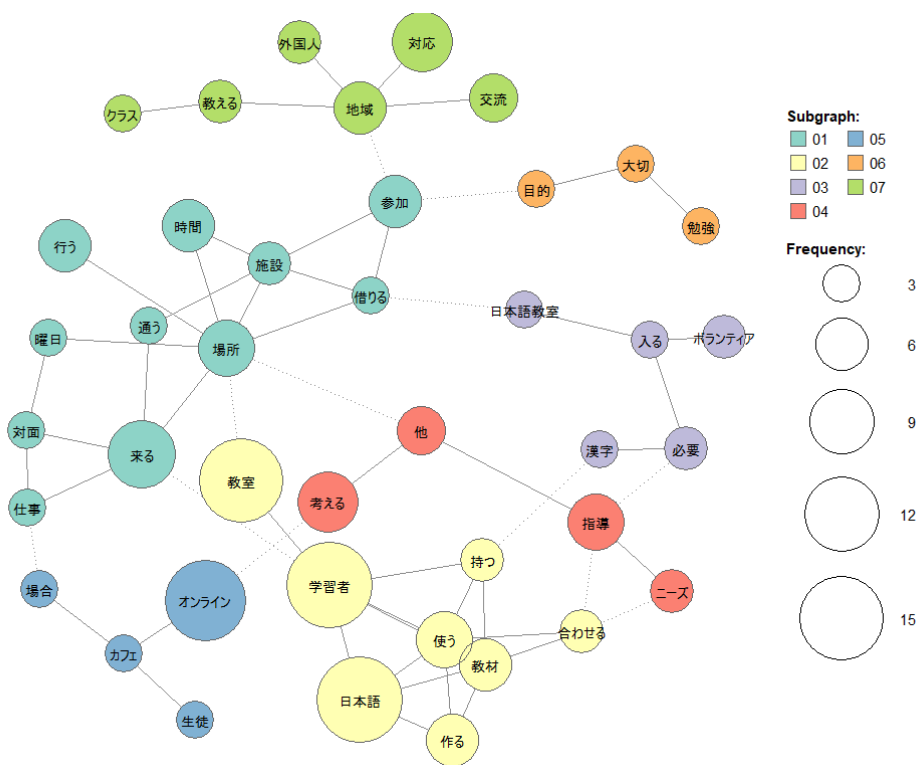 外国人
対応
地域
教える
クラス
交流
Subgraph:
01 05
02 06
03 07
04
大切
目的
勉強
参加
時間
行う
施設
借りる
日本語教室
通う
曜日
場所
入る
ボランティア
Frequency:
3
6
9
12
15
対面
来る
他
漢字
必要
教室
考える
仕事
指導
持つ
場合
オンライン
学習者
ニーズ
合わせる
使う
カフェ
教材
日本語
生徒
作る